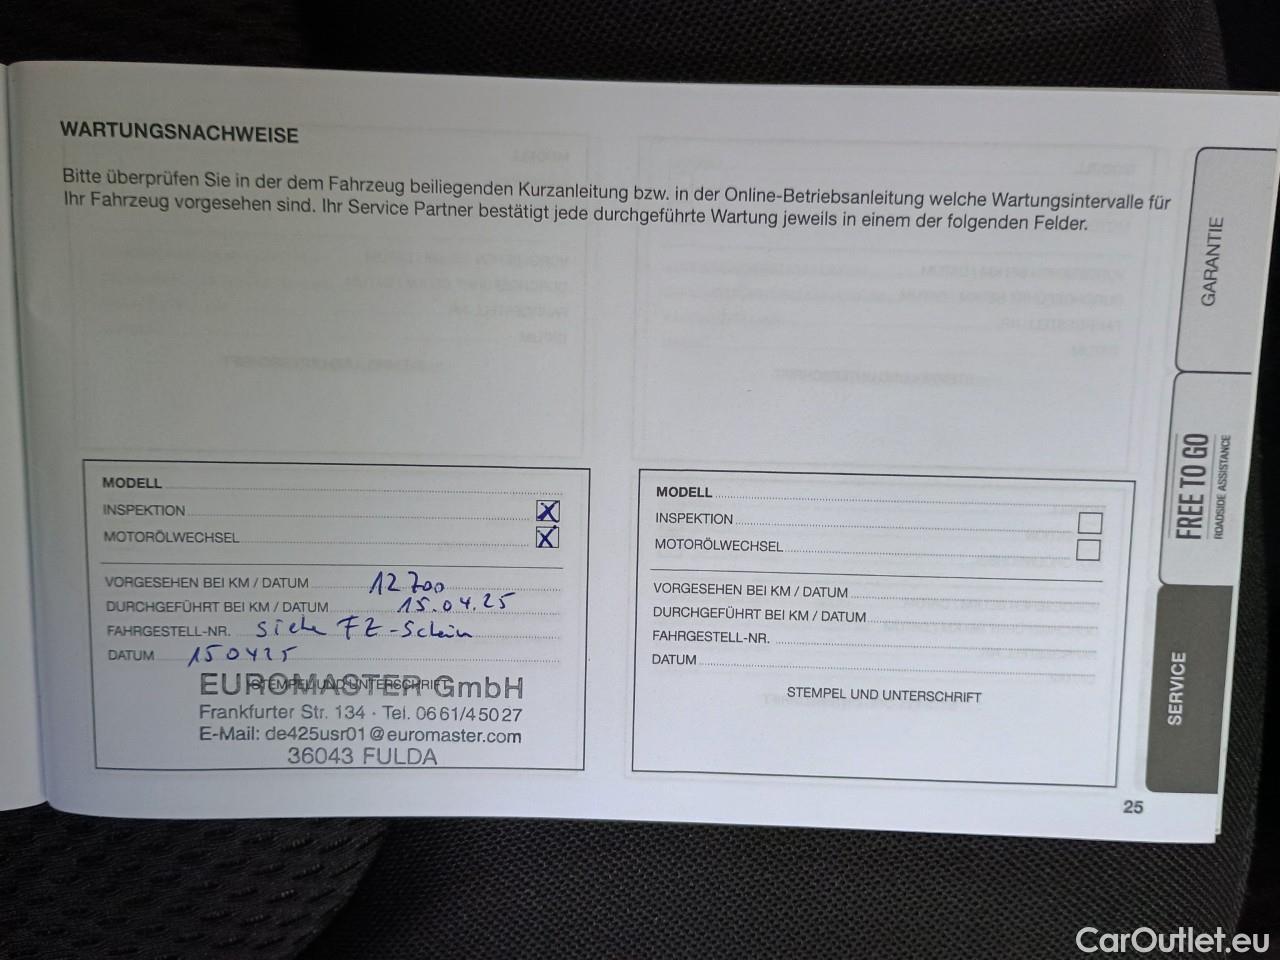 WARTUNGSNACHWEISE
Bitte überprüfen Sie in der dem Fahrzeug beiliegenden Kurzanleitung bzw. in der Online-Betriebsanleitung welche Wartungsintervalle für
Ihr Fahrzeug vorgesehen sind. Ihr Service Partner bestätigt jede durchgeführte Wartung jeweils in einem der folgenden Felder.
MODELL
INSPEKTION X
MOTORÖLWECHSEL X
VORGESEHEN BEI KM / DATUM 12700
DURCHGEFÜHRT BEI KM / DATUM 15.04.25
FAHRGESTELL-NR. siehe FZ-Schein
DATUM 150425
STEMPEL UND UNTERSCHRIFT
EUROMASTER GmbH
Frankfurter Str. 134 · Tel. 0661/45027
E-Mail: de425usr01@euromaster.com
36043 FULDA
MODELL
INSPEKTION
MOTORÖLWECHSEL
VORGESEHEN BEI KM / DATUM
DURCHGEFÜHRT BEI KM / DATUM
FAHRGESTELL-NR.
DATUM
STEMPEL UND UNTERSCHRIFT
25
GARANTIE
FREE TO GO
ROADSIDE ASSISTANCE
SERVICE
CarOutlet.eu